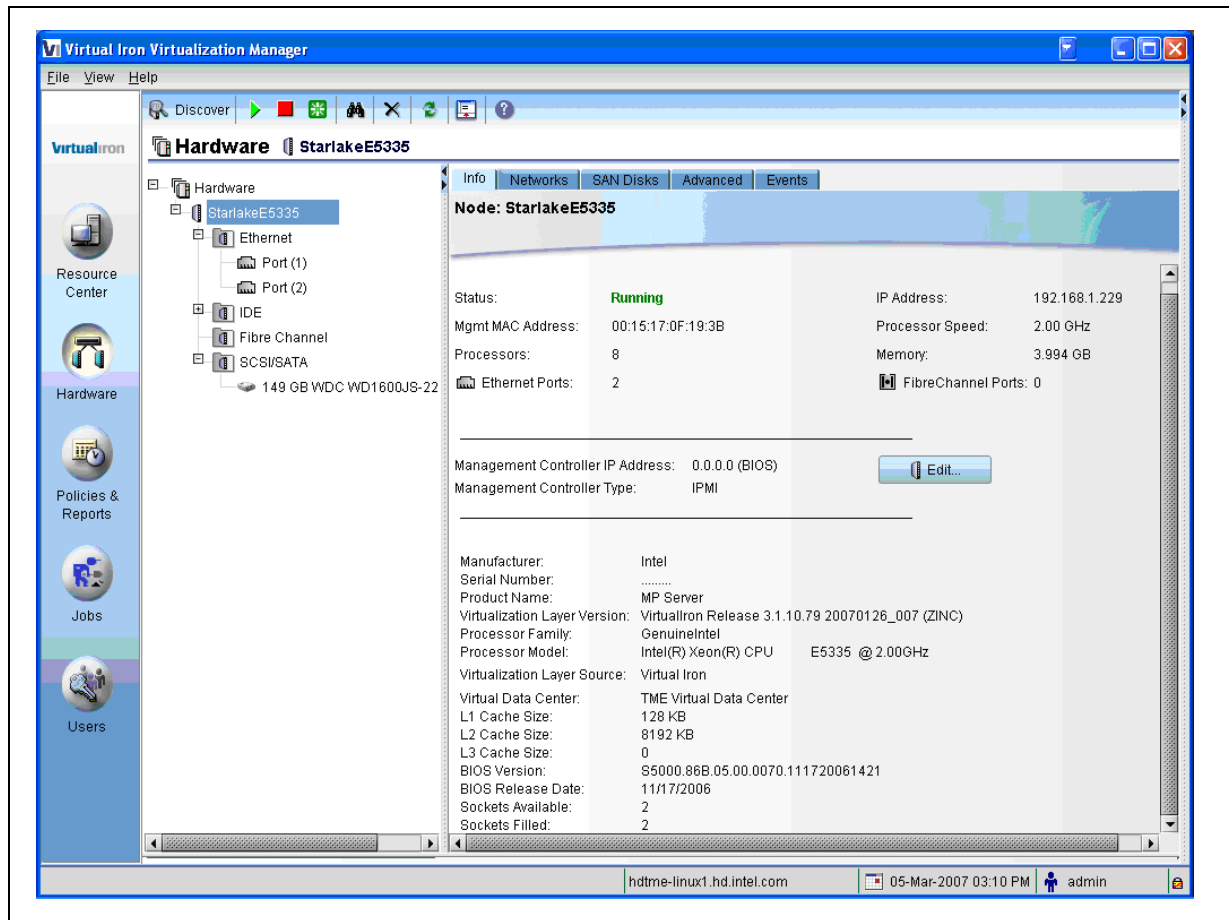 Virtual Iron Virtualization Manager
File View Help
Discover
virtualiron
Hardware StarlakeE5335
Resource Center
Hardware
Policies & Reports
Jobs
Users
Hardware
StarlakeE5335
Ethernet
Port (1)
Port (2)
IDE
Fibre Channel
SCSI/SATA
149 GB WDC WD1600JS-22
Info Networks SAN Disks Advanced Events
Node: StarlakeE5335
Status: Running IP Address: 192.168.1.229
Mgmt MAC Address: 00:15:17:0F:19:3B Processor Speed: 2.00 GHz
Processors: 8 Memory: 3.994 GB
Ethernet Ports: 2 FibreChannel Ports: 0
Management Controller IP Address: 0.0.0.0 (BIOS) Edit...
Management Controller Type: IPMI
Manufacturer: Intel
Serial Number: .........
Product Name: MP Server
Virtualization Layer Version: VirtualIron Release 3.1.10.79 20070126_007 (ZINC)
Processor Family: GenuineIntel
Processor Model: Intel(R) Xeon(R) CPU E5335 @ 2.00GHz
Virtualization Layer Source: Virtual Iron
Virtual Data Center: TME Virtual Data Center
L1 Cache Size: 128 KB
L2 Cache Size: 8192 KB
L3 Cache Size: 0
BIOS Version: S5000.86B.05.00.0070.111720061421
BIOS Release Date: 11/17/2006
Sockets Available: 2
Sockets Filled: 2
hdtme-linux1.hd.intel.com 05-Mar-2007 03:10 PM admin